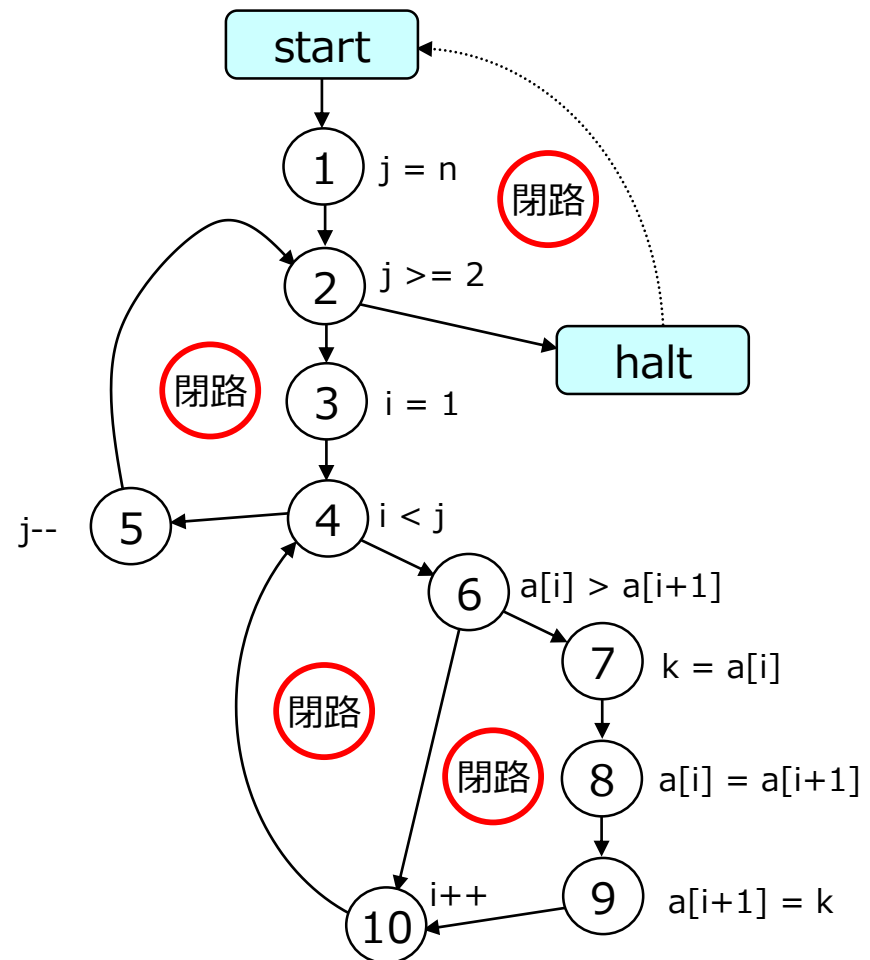 start
1
j = n
閉路
2
j >= 2
halt
閉路
3
i = 1
4
i < j
j--
5
6
a[i] > a[i+1]
7
k = a[i]
閉路
閉路
8
a[i] = a[i+1]
i++
9
a[i+1] = k
10